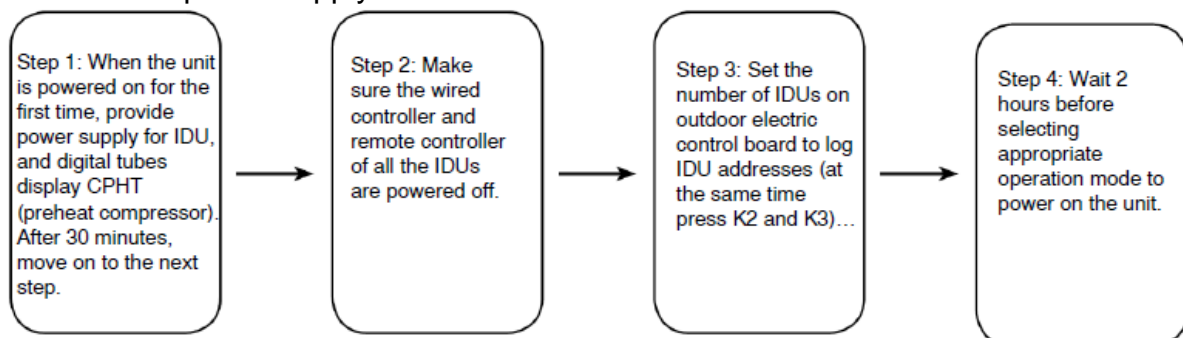 Step 1: When the unit
is powered on for the
first time, provide
power supply for IDU,
and digital tubes
display CPHT
(preheat compressor).
After 30 minutes,
move on to the next
step.
Step 2: Make
sure the wired
controller and
remote controller
of all the IDUs
are powered off.
Step 3: Set the
number of IDUs on
outdoor electric
control board to log
IDU addresses (at
the same time
press K2 and K3)…
Step 4: Wait 2
hours before
selecting
appropriate
operation mode to
power on the unit.